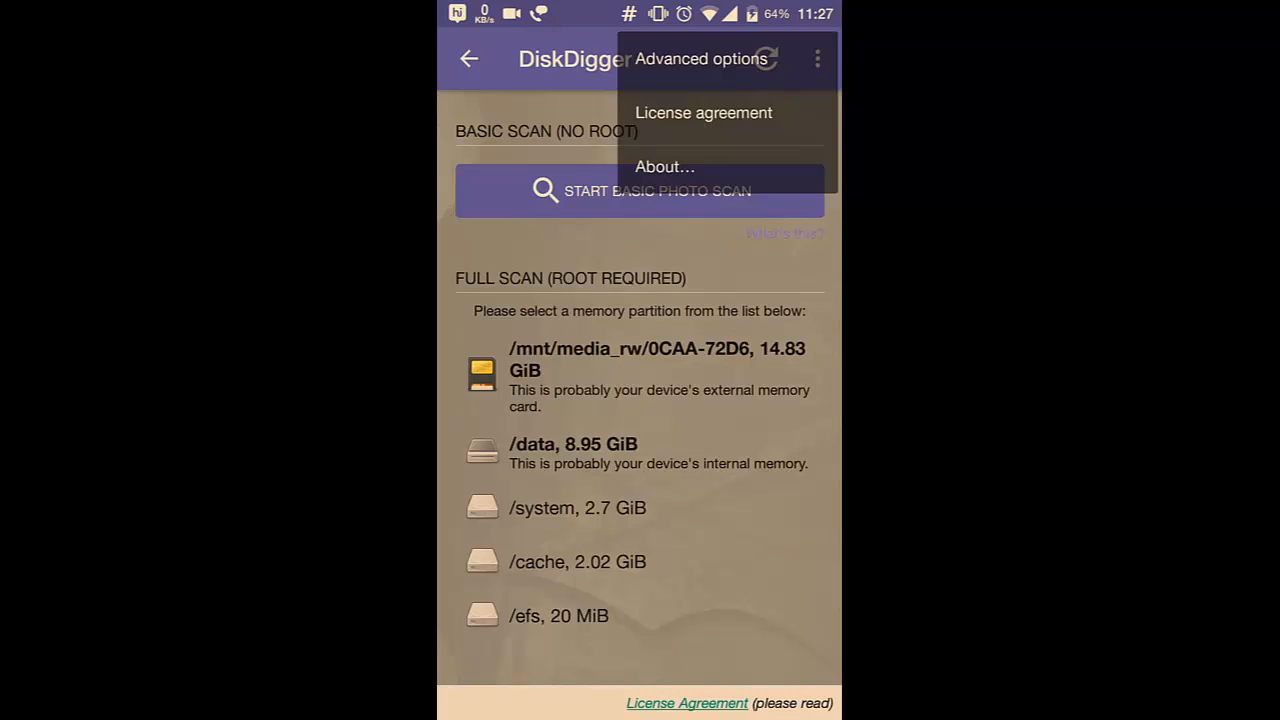 hi 0 KB/s # 64% 11:27
DiskDigger
Advanced options
License agreement
About...
BASIC SCAN (NO ROOT)
START BASIC PHOTO SCAN
What's this?
FULL SCAN (ROOT REQUIRED)
Please select a memory partition from the list below:
/mnt/media_rw/0CAA-72D6, 14.83
GiB
This is probably your device's external memory
card.
/data, 8.95 GiB
This is probably your device's internal memory.
/system, 2.7 GiB
/cache, 2.02 GiB
/efs, 20 MiB
License Agreement (please read)